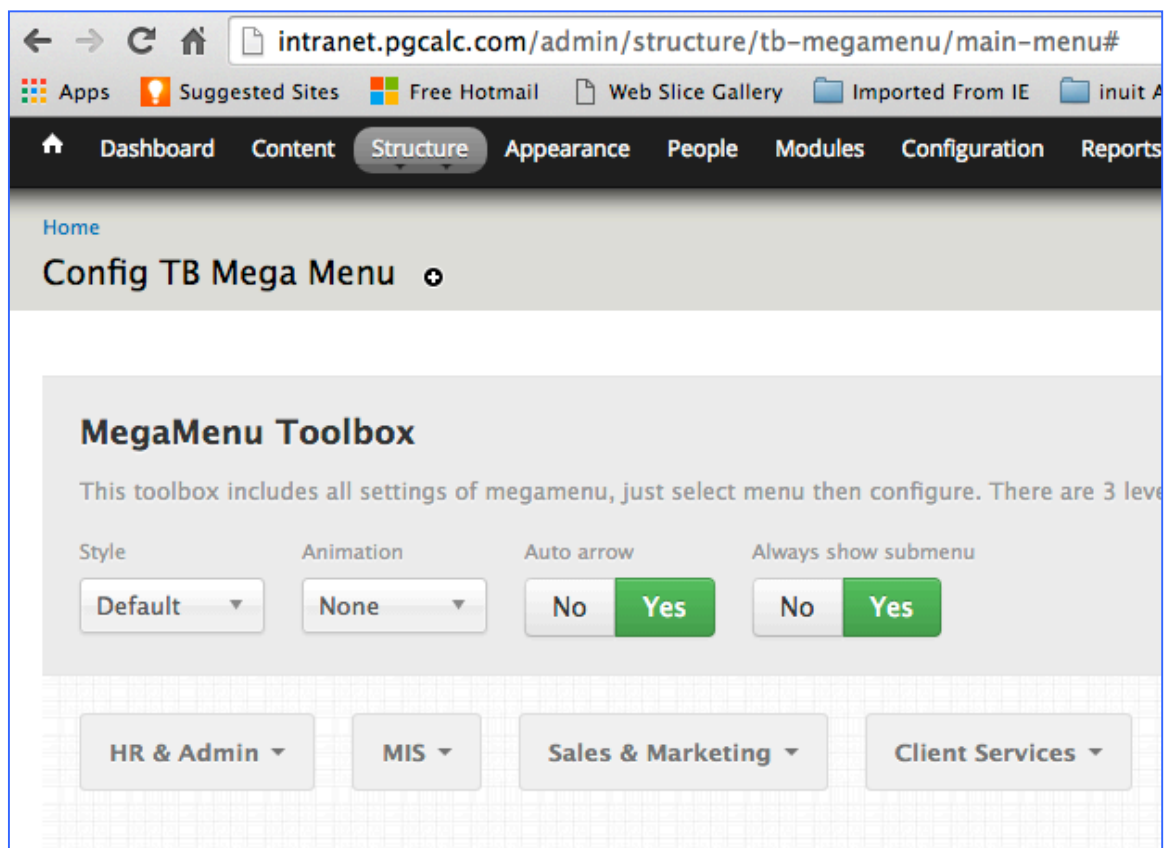 intranet.pgcalc.com/admin/structure/tb-megamenu/main-menu#
Apps Suggested Sites Free Hotmail Web Slice Gallery Imported From IE inuit
Dashboard Content Structure Appearance People Modules Configuration Reports
Home
Config TB Mega Menu
MegaMenu Toolbox
This toolbox includes all settings of megamenu, just select menu then configure. There are 3
Style Animation Auto arrow Always show submenu
Default None No Yes No Yes
HR & Admin MIS Sales & Marketing Client Services